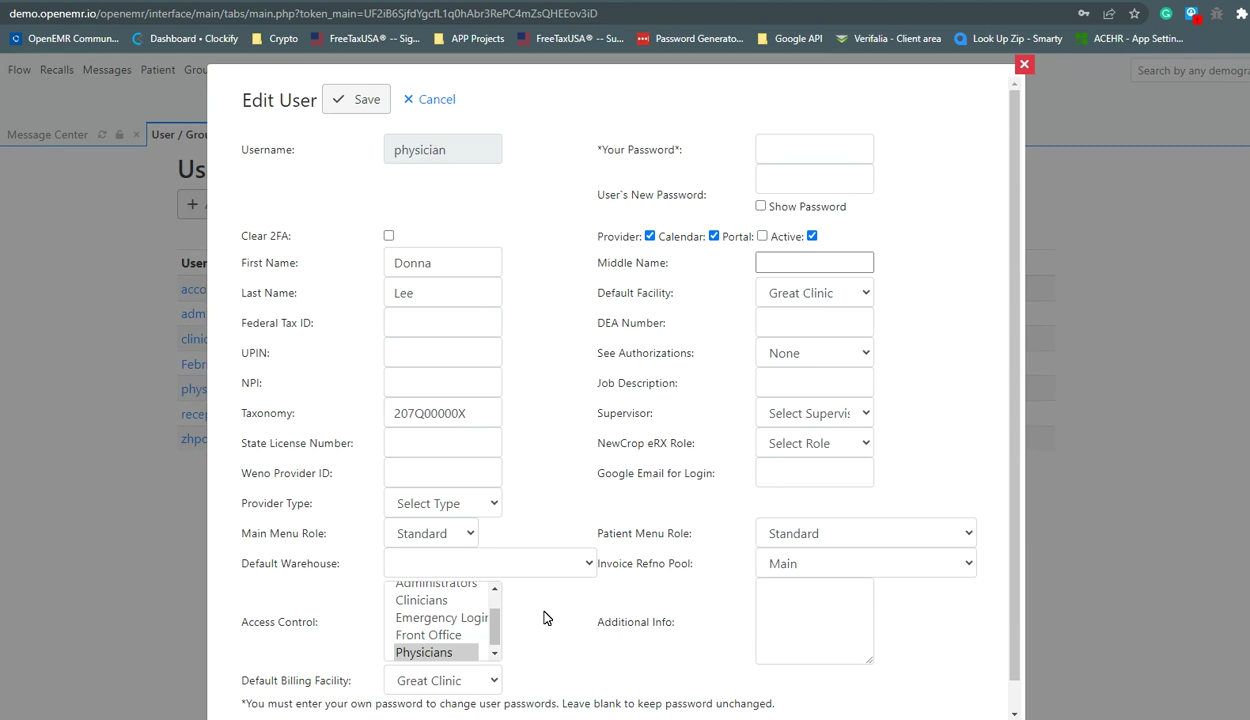 demo.openemr.io/openemr/interface/main/tabs/main.php?token_main=UF2iB6SjfdYgcfL1q0hAbr3RePC4mZsQHEEov3iD
OpenEMR Commun... Dashboard • Clockify Crypto FreeTaxUSA® -- Sig... APP Projects FreeTaxUSA® -- Su... Password Generato... Google API Verifalia - Client area Look Up Zip - Smarty ACEHR - App Settin...
Flow Recalls Messages Patient Grou Search by any demogra
Message Center User / Grou
Us
Edit User Save Cancel
Username: physician *Your Password*:
User`s New Password:
Show Password
Clear 2FA: Provider: Calendar: Portal: Active:
User
First Name: Donna Middle Name:
acco
Last Name: Lee Default Facility: Great Clinic
adm
Federal Tax ID: DEA Number:
clinic
UPIN: See Authorizations: None
Febr
NPI: Job Description:
phys
Taxonomy: 207Q00000X Supervisor: Select Supervis
rece
State License Number: NewCrop eRX Role: Select Role
zhpo
Weno Provider ID: Google Email for Login:
Provider Type: Select Type
Main Menu Role: Standard Patient Menu Role: Standard
Default Warehouse: Invoice Refno Pool: Main
Administrators
Clinicians
Emergency Login
Access Control: Additional Info:
Front Office
Physicians
Default Billing Facility: Great Clinic
*You must enter your own password to change user passwords. Leave blank to keep password unchanged.